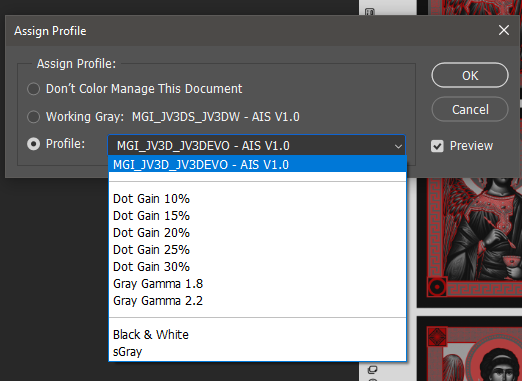 Assign Profile
Assign Profile:
Don't Color Manage This Document
Working Gray: MGI_JV3DS_JV3DW - AIS V1.0
Profile: MGI_JV3D_JV3DEVO - AIS V1.0
MGI_JV3D_JV3DEVO - AIS V1.0
Dot Gain 10%
Dot Gain 15%
Dot Gain 20%
Dot Gain 25%
Dot Gain 30%
Gray Gamma 1.8
Gray Gamma 2.2
Black & White
sGray
OK
Cancel
Preview